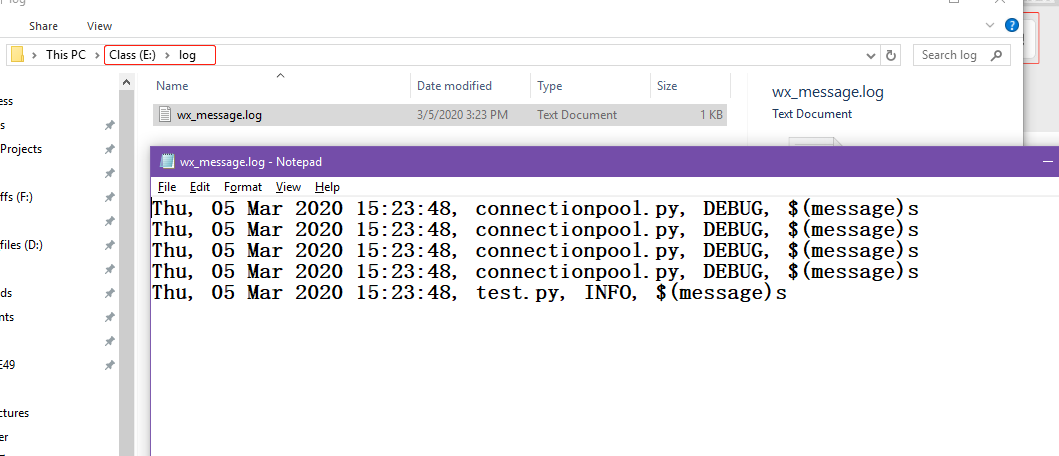 log
Share View
This PC > Class (E:) > log
Search log
Name Date modified Type Size
wx_message.log 3/5/2020 3:23 PM Text Document 1 KB
wx_message.log
Text Document
ess
s
Projects
ffs (F:)
files (D:)
rds
nts
E49
ctures
er
wx_message.log - Notepad
File Edit Format View Help
Thu, 05 Mar 2020 15:23:48, connectionpool.py, DEBUG, $(message)s
Thu, 05 Mar 2020 15:23:48, connectionpool.py, DEBUG, $(message)s
Thu, 05 Mar 2020 15:23:48, connectionpool.py, DEBUG, $(message)s
Thu, 05 Mar 2020 15:23:48, connectionpool.py, DEBUG, $(message)s
Thu, 05 Mar 2020 15:23:48, test.py, INFO, $(message)s